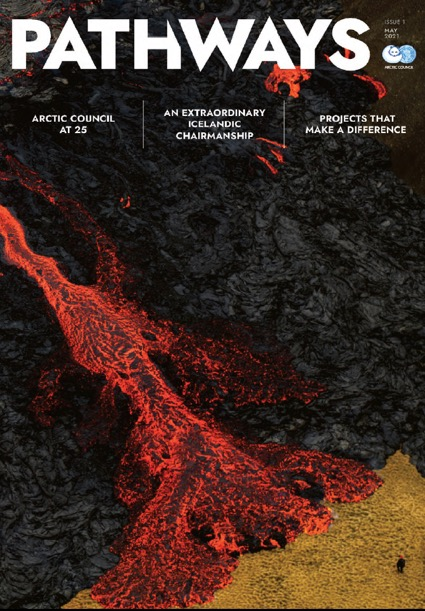 PATHWAYS
ISSUE 1
MAY
2021
ARCTIC COUNCIL
ARCTIC COUNCIL
AT 25
AN EXTRAORDINARY
ICELANDIC
CHAIRMANSHIP
PROJECTS THAT
MAKE A DIFFERENCE